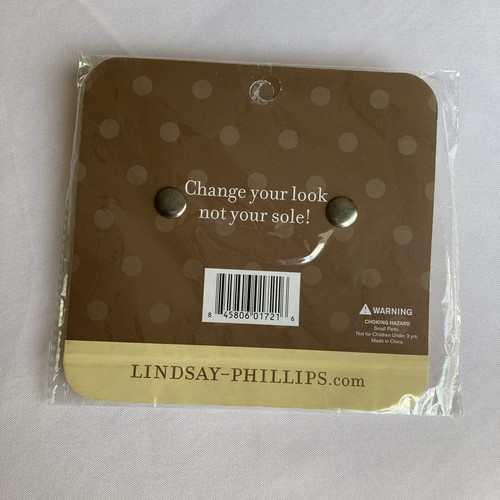 Change your look
not your sole!
8 45806 01721 6
WARNING
CHOKING HAZARD
Small Parts.
Not for Children Under 3 yrs.
Made in China
LINDSAY-PHILLIPS.com